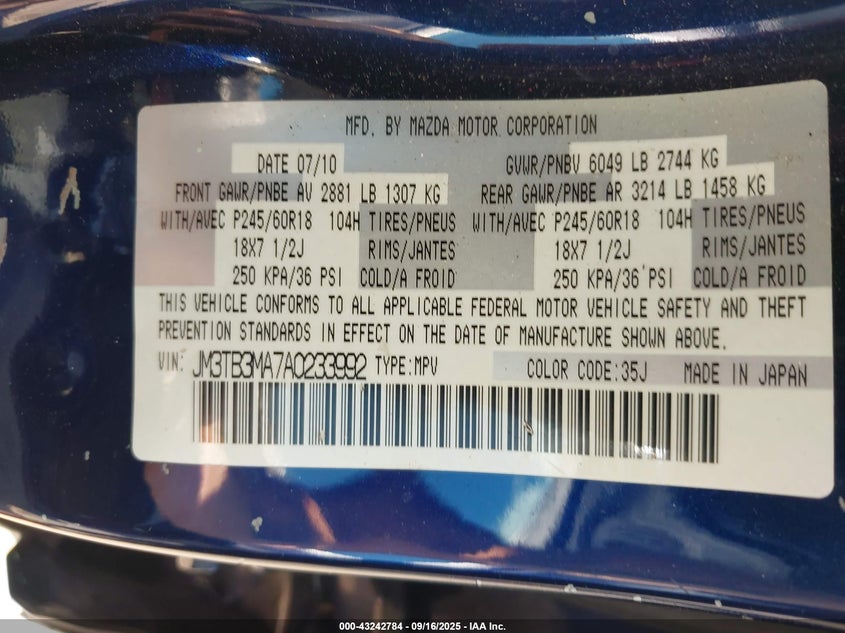 MFD. BY MAZDA MOTOR CORPORATION
DATE 07/10 GVWR/PNBV 6049 LB 2744 KG
FRONT GAWR/PNBE AV 2881 LB 1307 KG REAR GAWR/PNBE AR 3214 LB 1458 KG
WITH/AVEC P245/60R18 104H TIRES/PNEUS WITH/AVEC P245/60R18 104H TIRES/PNEUS
18X7 1/2J RIMS/JANTES 18X7 1/2J RIMS/JANTES
250 KPA/36 PSI COLD/A FROID 250 KPA/36 PSI COLD/A FROID
THIS VEHICLE CONFORMS TO ALL APPLICABLE FEDERAL MOTOR VEHICLE SAFETY AND THEFT
PREVENTION STANDARDS IN EFFECT ON THE DATE OF MANUFACTURE SHOWN ABOVE.
VIN: JM3TB3MA7A0233992 TYPE:MPV COLOR CODE:35J MADE IN JAPAN
000-43242784 - 09/16/2025 - IAA Inc.